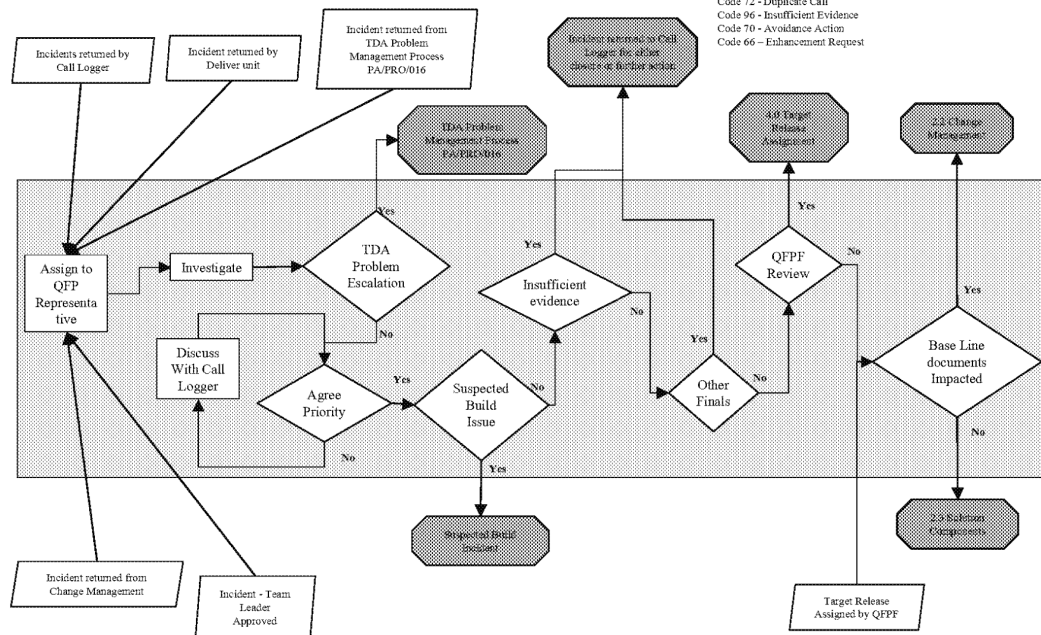 Code 72 - Duplicate Call
Code 96 - Insufficient Evidence
Code 70 - Avoidance Action
Code 66 – Enhancement Request
Incidents returned by
Call Logger
Incident returned by
Deliver unit
Incident returned from
TDA Problem
Management Process
PA/PRO/016
Incident returned to Call
Logger for either
closure or further action
TDA Problem
Management Process
PA/PRO/016
4.0 Target
Release
Assignment
2.2 Change
Management
Yes
Assign to
QFP
Representa
tive
Investigate
TDA
Problem
Escalation
No
Discuss
With Call
Logger
Agree
Priority
Yes
No
Suspected
Build
Issue
No
Yes
Insufficient
evidence
Yes
No
Other
Finals
Yes
No
QFPF
Review
Yes
No
Base Line
documents
Impacted
Yes
No
Suspected Build
Incident
2.3 Solution
Components
Incident returned from
Change Management
Incident - Team
Leader
Approved
Target Release
Assigned by QFPF